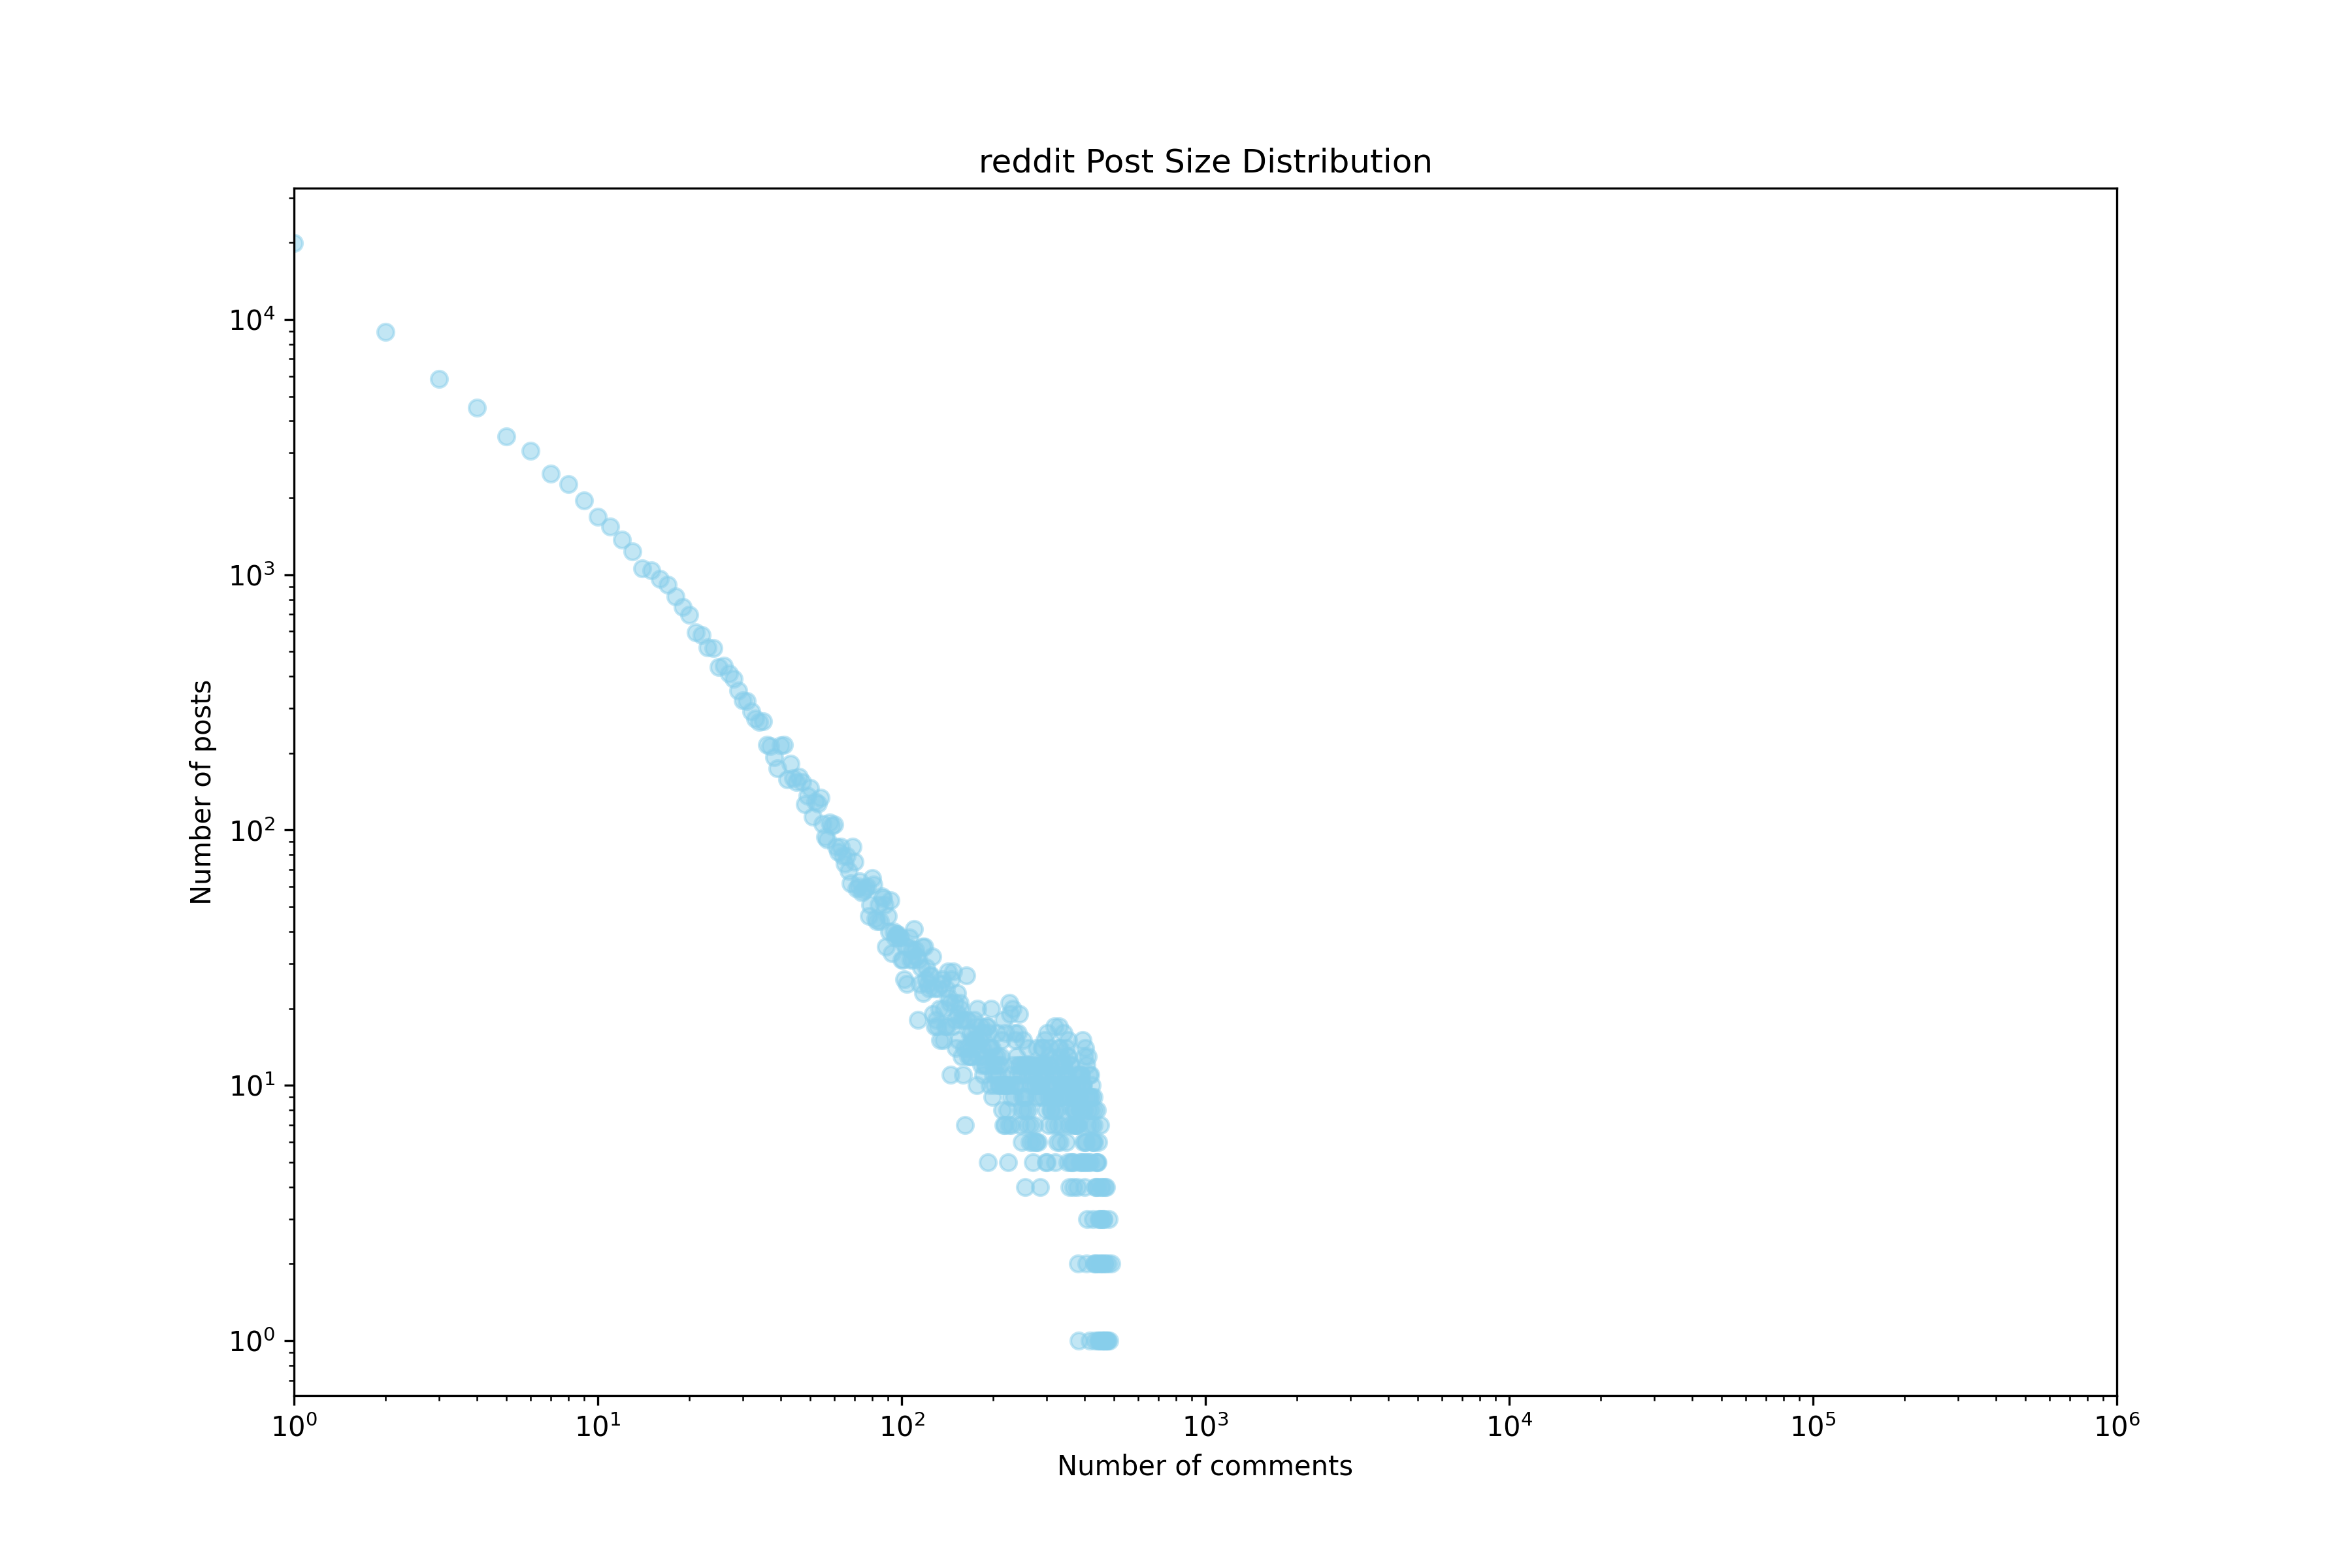 reddit Post Size Distribution
Number of posts
10⁴
10³
10²
10¹
10⁰
10⁰ 10¹ 10² 10³ 10⁴ 10⁵ 10⁶
Number of comments